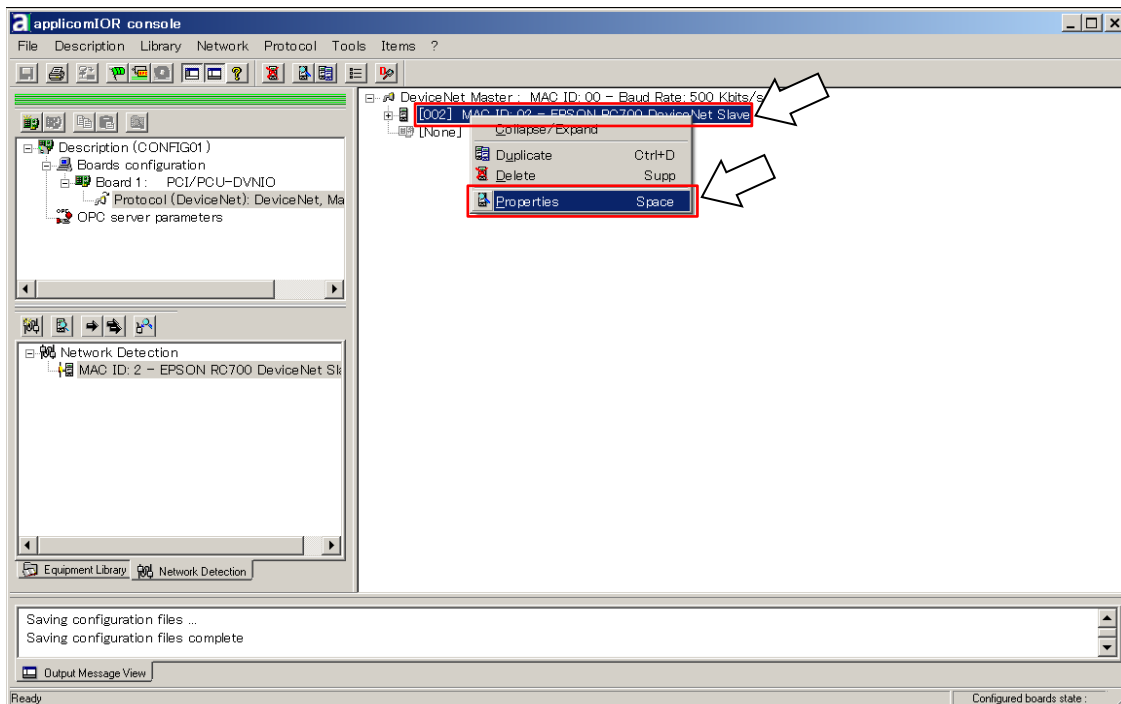 applicomIOR console
File Description Library Network Protocol Tools Items ?
Description (CONFIG01)
Boards configuration
Board 1: PCI/PCU-DVNIO
Protocol (DeviceNet): DeviceNet, Ma
OPC server parameters
Network Detection
MAC ID: 2 - EPSON RC700 DeviceNet Sl
Equipment Library Network Detection
DeviceNet Master : MAC ID: 00 - Baud Rate: 500 Kbits/s
[002] MAC ID: 02 - EPSON RC700 DeviceNet Slave
[None]
Collapse/Expand
Duplicate Ctrl+D
Delete Supp
Properties Space
Saving configuration files ...
Saving configuration files complete
Output Message View
Ready Configured boards state :